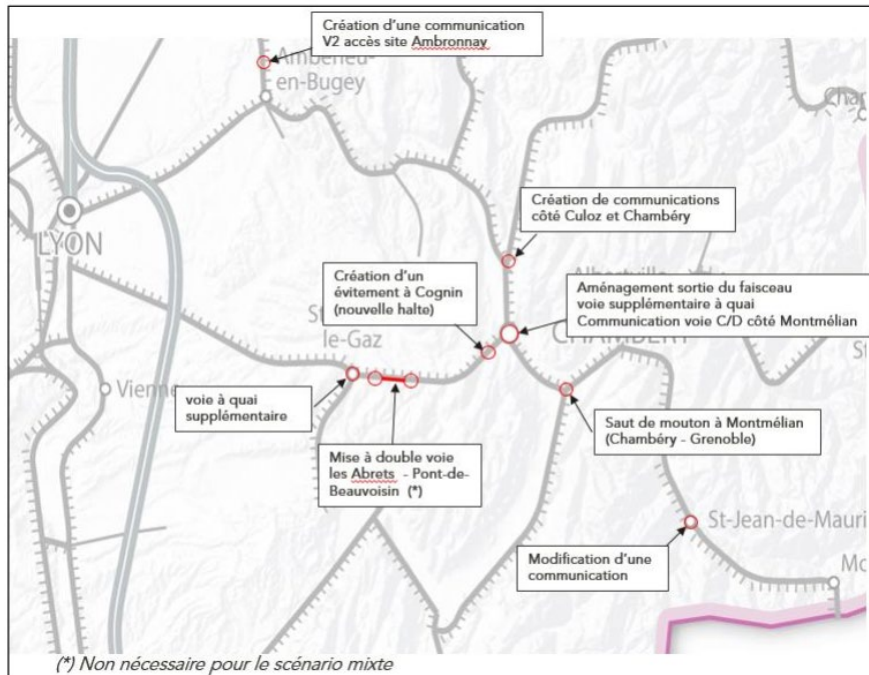 Création d'une communication
V2 accès site Ambronnay
en-Bugey
LYON
Création de communications
côté Culoz et Chambéry
Création d'un
évitement à Cognin
(nouvelle halte)
Aménagement sortie du faisceau
voie supplémentaire à quai
Communication voie C/D côté Montmélian
le-Gaz
Vienne
voie à quai
supplémentaire
Mise à double voie
les Abrets - Pont-de-
Beauvoisin (*)
Saut de mouton à Montmélian
(Chambéry - Grenoble)
St-Jean-de-Mauri
Modification d'une
communication
Mo
(*) Non nécessaire pour le scénario mixte